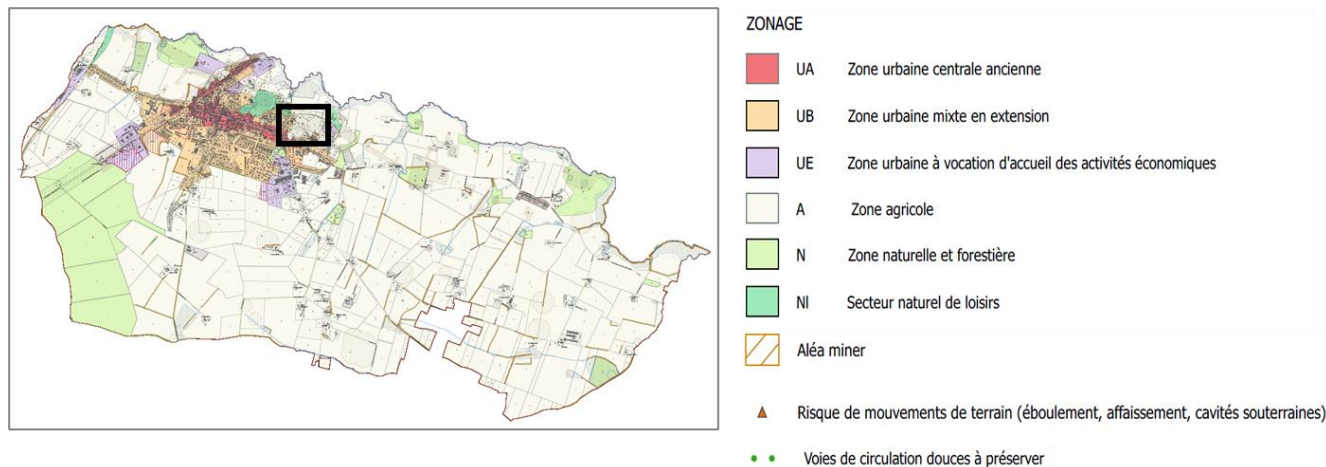 ZONAGE
UA Zone urbaine centrale ancienne
UB Zone urbaine mixte en extension
UE Zone urbaine à vocation d'accueil des activités économiques
A Zone agricole
N Zone naturelle et forestière
Nl Secteur naturel de loisirs
Aléa miner
Risque de mouvements de terrain (éboulement, affaissement, cavités souterraines)
Voies de circulation douces à préserver